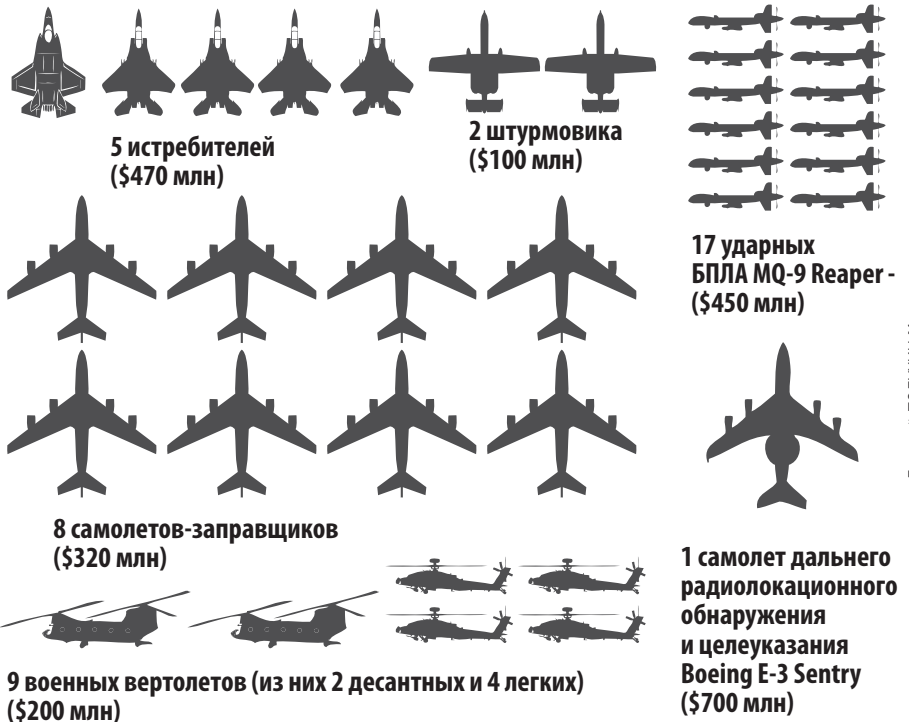 5 истребителей
($470 млн)
2 штурмовика
($100 млн)
17 ударных
БПЛА MQ-9 Reaper -
($450 млн)
8 самолетов-заправщиков
($320 млн)
1 самолет дальнего
радиолокационного
обнаружения
и целеуказания
Boeing E-3 Sentry
($700 млн)
9 военных вертолетов (из них 2 десантных и 4 легких)
($200 млн)